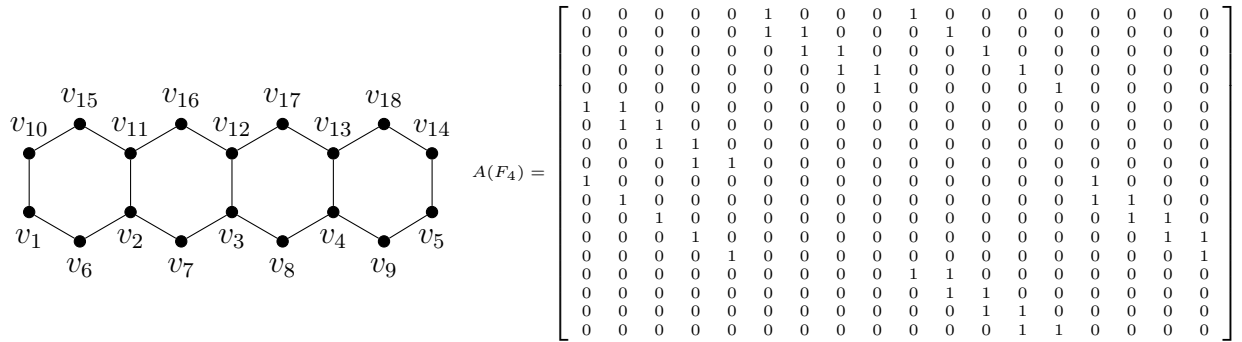 v15 v16 v17 v18
v10 v11 v12 v13 v14
v1 v2 v3 v4 v5
v6 v7 v8 v9
A(F4) =
0 0 0 0 0 1 0 0 0 1 0 0 0 0 0 0 0 0
0 0 0 0 0 1 1 0 0 0 1 0 0 0 0 0 0 0
0 0 0 0 0 0 1 1 0 0 0 1 0 0 0 0 0 0
0 0 0 0 0 0 0 1 1 0 0 0 1 0 0 0 0 0
0 0 0 0 0 0 0 0 1 0 0 0 0 1 0 0 0 0
1 1 0 0 0 0 0 0 0 0 0 0 0 0 0 0 0 0
0 1 1 0 0 0 0 0 0 0 0 0 0 0 0 0 0 0
0 0 1 1 0 0 0 0 0 0 0 0 0 0 0 0 0 0
0 0 0 1 1 0 0 0 0 0 0 0 0 0 0 0 0 0
1 0 0 0 0 0 0 0 0 0 0 0 0 0 1 0 0 0
0 1 0 0 0 0 0 0 0 0 0 0 0 0 1 1 0 0
0 0 1 0 0 0 0 0 0 0 0 0 0 0 0 1 1 0
0 0 0 1 0 0 0 0 0 0 0 0 0 0 0 0 1 1
0 0 0 0 1 0 0 0 0 0 0 0 0 0 0 0 0 1
0 0 0 0 0 0 0 0 0 1 1 0 0 0 0 0 0 0
0 0 0 0 0 0 0 0 0 0 1 1 0 0 0 0 0 0
0 0 0 0 0 0 0 0 0 0 0 1 1 0 0 0 0 0
0 0 0 0 0 0 0 0 0 0 0 0 1 1 0 0 0 0